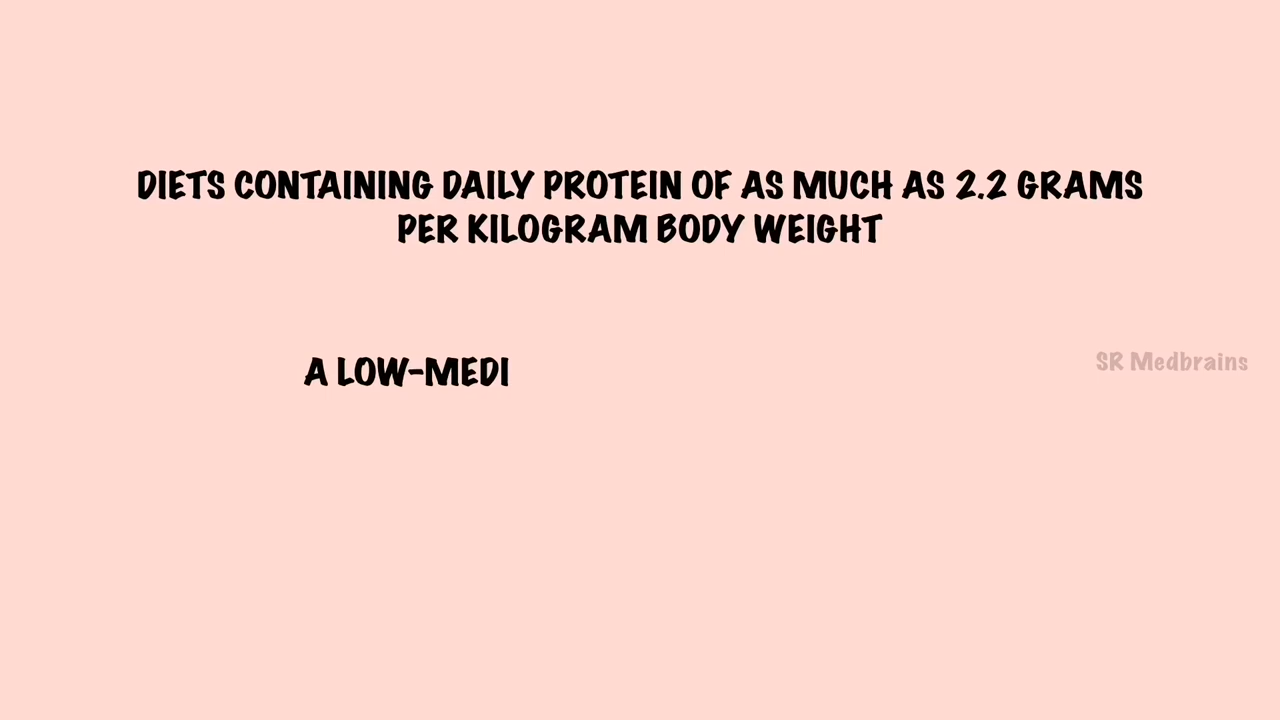 DIETS CONTAINING DAILY PROTEIN OF AS MUCH AS 2.2 GRAMS
PER KILOGRAM BODY WEIGHT
SR Medbrains
A LOW-MEDI